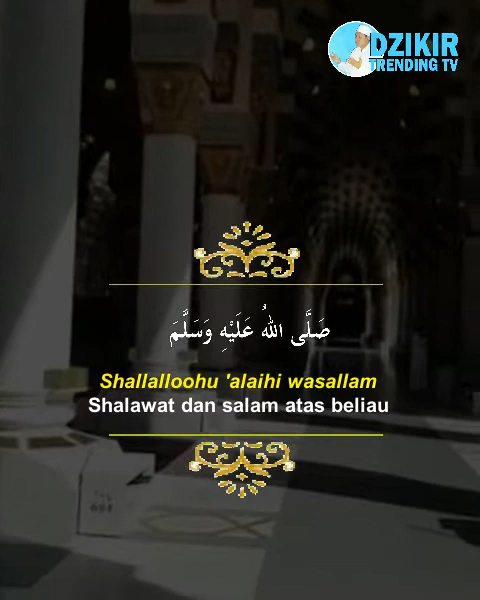 DZIKIR
TRENDING TV
صَلَّى اللهُ عَلَيْهِ وَسَلَّمَ
Shallalloohu 'alaihi wasallam
Shalawat dan salam atas beliau